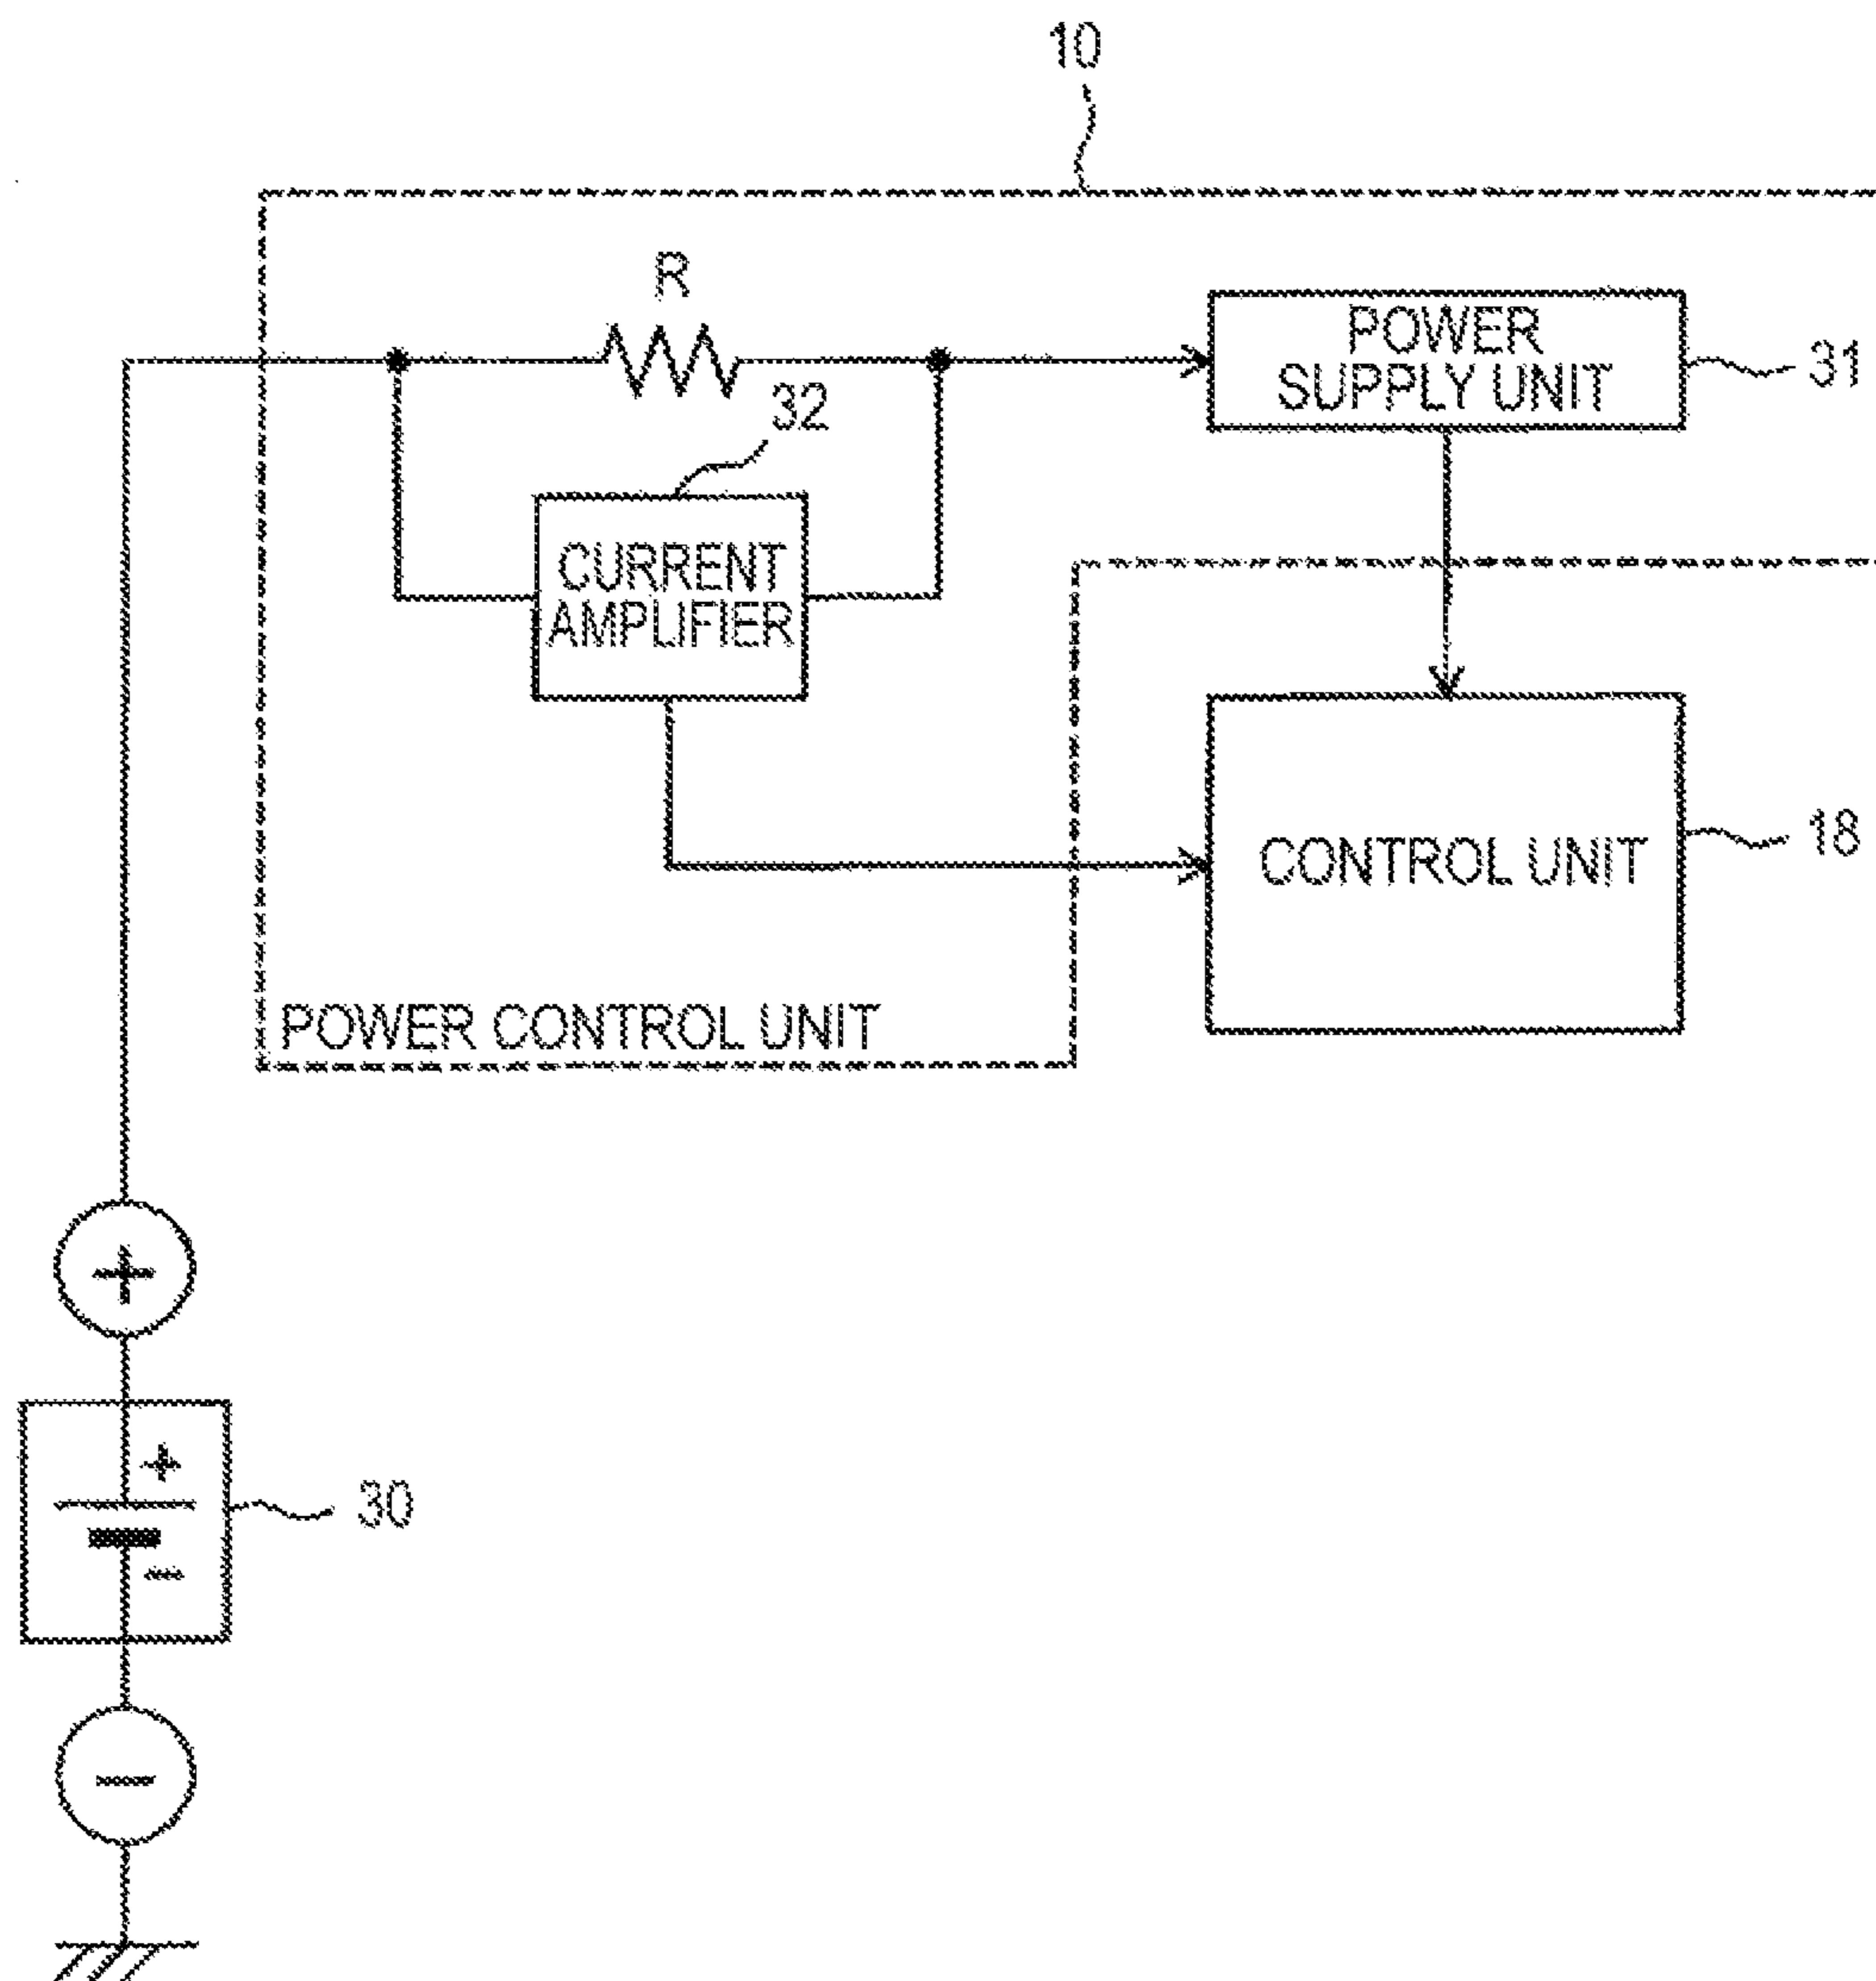 10
R
POWER
SUPPLY UNIT
31
32
CURRENT
AMPLIFIER
CONTROL UNIT
18
POWER CONTROL UNIT
+
+
30
−
−